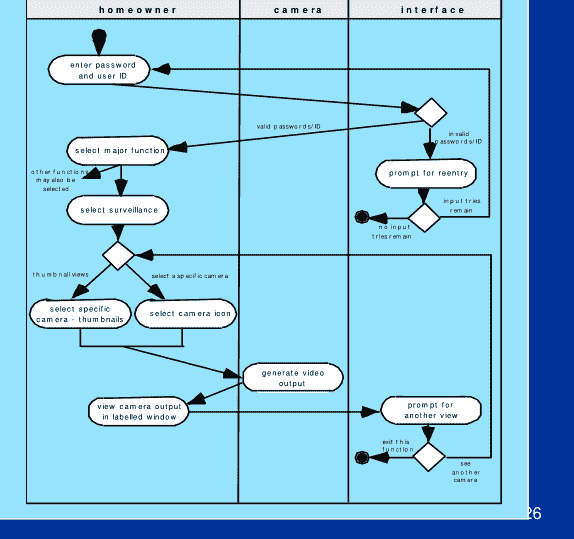 homeowner camera interface
enter password
and user ID
valid passwords/ID
invalid
passwords/ID
select major function
prompt for reentry
other functions
may also be
selected
input tries
remain
select surveillance
no input
tries remain
thumbnail views
select a specific camera
select specific
camera - thumbnails
select camera icon
generate video
output
view camera output
in labelled window
prompt for
another view
exit this
function
see
another
camera
26